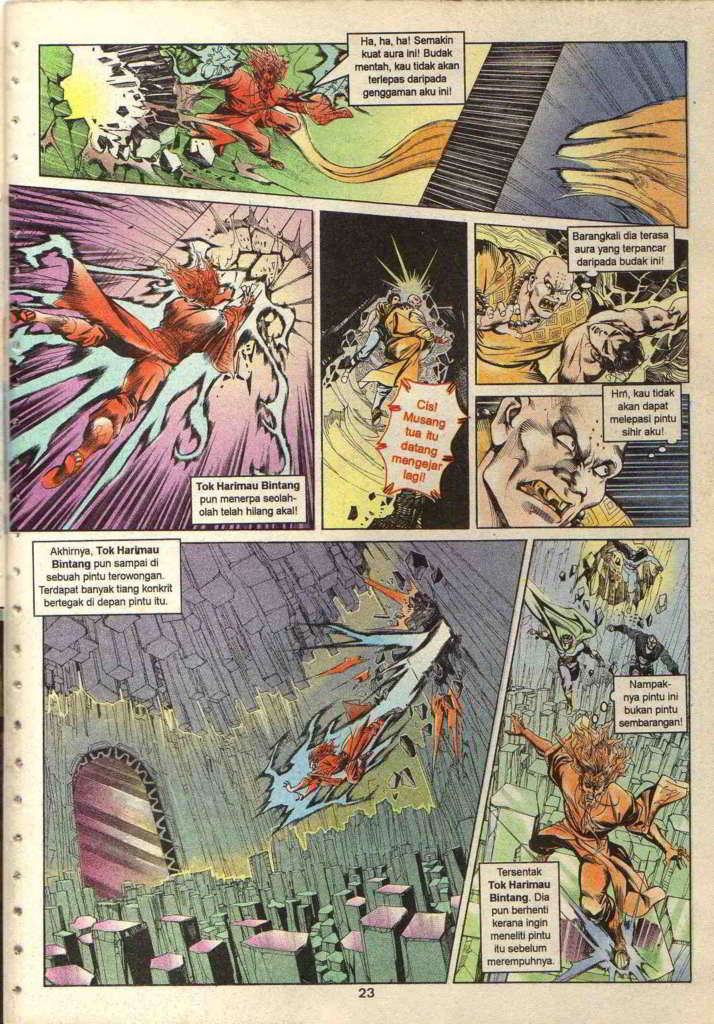 Ha, ha, ha! Semakin
kuat aura ini! Budak
mentah, kau tidak akan
terlepas daripada
genggaman aku ini!
Tok Harimau Bintang
pun menerpa seolah-
olah telah hilang akal!
Cis!
Musang
tua itu
datang
mengejar
lagi!
Barangkali dia terasa
aura yang terpancar
daripada budak ini!
Hm, kau tidak
akan dapat
melepasi pintu
sihir aku!
Akhirnya, Tok Harimau
Bintang pun sampai di
sebuah pintu terowongan.
Terdapat banyak tiang konkrit
bertegak di depan pintu itu.
Nampak-
nya pintu ini
bukan pintu
sembarangan!
Tersentak
Tok Harimau
Bintang. Dia
pun berhenti
kerana ingin
meneliti pintu
itu sebelum
merempuhnya.
23